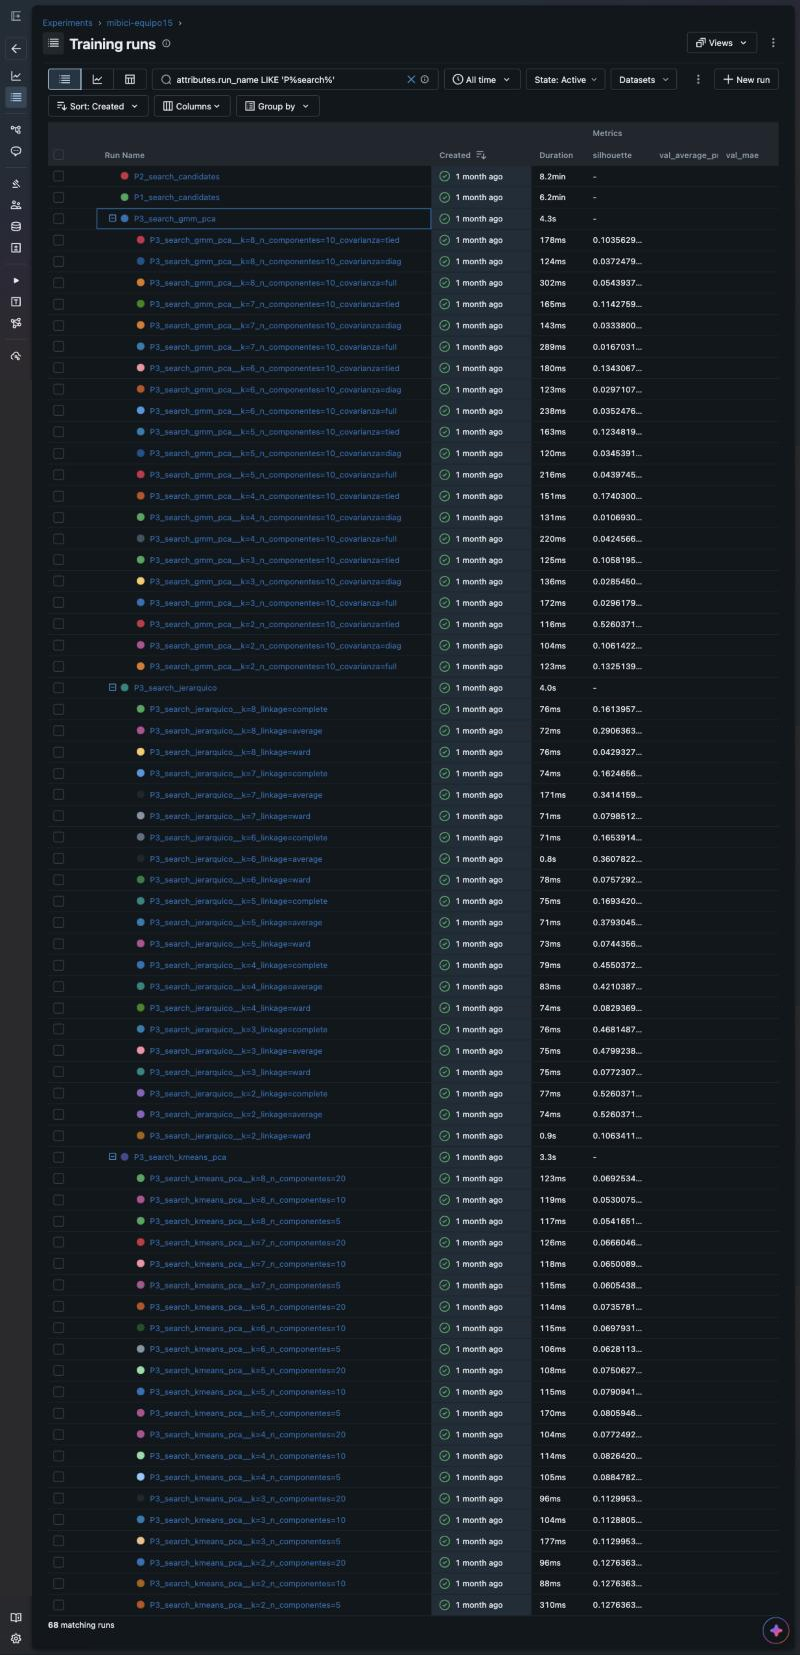 Experiments › mibici-equipo15 ›
Training runs
Views
attributes.run_name LIKE 'P%search%'
All time
State: Active
Datasets
New run
Sort: Created
Columns
Group by
Metrics
Run Name Created Duration silhouette val_average_p val_mae
P2_search_candidates 1 month ago 8.2min -
P1_search_candidates 1 month ago 6.2min -
P3_search_gmm_pca 1 month ago 4.3s -
P3_search_gmm_pca__k=8_n_componentes=10_covarianza=tied 1 month ago 178ms 0.1035629...
P3_search_gmm_pca__k=8_n_componentes=10_covarianza=diag 1 month ago 124ms 0.0372479...
P3_search_gmm_pca__k=8_n_componentes=10_covarianza=full 1 month ago 302ms 0.0543937...
P3_search_gmm_pca__k=7_n_componentes=10_covarianza=tied 1 month ago 165ms 0.1142759...
P3_search_gmm_pca__k=7_n_componentes=10_covarianza=diag 1 month ago 143ms 0.0333800...
P3_search_gmm_pca__k=7_n_componentes=10_covarianza=full 1 month ago 289ms 0.0167031...
P3_search_gmm_pca__k=6_n_componentes=10_covarianza=tied 1 month ago 180ms 0.1343067...
P3_search_gmm_pca__k=6_n_componentes=10_covarianza=diag 1 month ago 123ms 0.0297107...
P3_search_gmm_pca__k=6_n_componentes=10_covarianza=full 1 month ago 238ms 0.0352476...
P3_search_gmm_pca__k=5_n_componentes=10_covarianza=tied 1 month ago 163ms 0.1234819...
P3_search_gmm_pca__k=5_n_componentes=10_covarianza=diag 1 month ago 120ms 0.0345391...
P3_search_gmm_pca__k=5_n_componentes=10_covarianza=full 1 month ago 216ms 0.0439745...
P3_search_gmm_pca__k=4_n_componentes=10_covarianza=tied 1 month ago 151ms 0.1740300...
P3_search_gmm_pca__k=4_n_componentes=10_covarianza=diag 1 month ago 131ms 0.0106930...
P3_search_gmm_pca__k=4_n_componentes=10_covarianza=full 1 month ago 220ms 0.0424566...
P3_search_gmm_pca__k=3_n_componentes=10_covarianza=tied 1 month ago 125ms 0.1058195...
P3_search_gmm_pca__k=3_n_componentes=10_covarianza=diag 1 month ago 136ms 0.0285450...
P3_search_gmm_pca__k=3_n_componentes=10_covarianza=full 1 month ago 172ms 0.0296179...
P3_search_gmm_pca__k=2_n_componentes=10_covarianza=tied 1 month ago 116ms 0.5260371...
P3_search_gmm_pca__k=2_n_componentes=10_covarianza=diag 1 month ago 104ms 0.1061422...
P3_search_gmm_pca__k=2_n_componentes=10_covarianza=full 1 month ago 123ms 0.1325139...
P3_search_jerarquico 1 month ago 4.0s -
P3_search_jerarquico__k=8_linkage=complete 1 month ago 76ms 0.1613957...
P3_search_jerarquico__k=8_linkage=average 1 month ago 72ms 0.2906363...
P3_search_jerarquico__k=8_linkage=ward 1 month ago 76ms 0.0429327...
P3_search_jerarquico__k=7_linkage=complete 1 month ago 74ms 0.1624656...
P3_search_jerarquico__k=7_linkage=average 1 month ago 171ms 0.3414159...
P3_search_jerarquico__k=7_linkage=ward 1 month ago 71ms 0.0798512...
P3_search_jerarquico__k=6_linkage=complete 1 month ago 71ms 0.1653914...
P3_search_jerarquico__k=6_linkage=average 1 month ago 0.8s 0.3607822...
P3_search_jerarquico__k=6_linkage=ward 1 month ago 78ms 0.0757292...
P3_search_jerarquico__k=5_linkage=complete 1 month ago 75ms 0.1693420...
P3_search_jerarquico__k=5_linkage=average 1 month ago 71ms 0.3793045...
P3_search_jerarquico__k=5_linkage=ward 1 month ago 73ms 0.0744356...
P3_search_jerarquico__k=4_linkage=complete 1 month ago 79ms 0.4550372...
P3_search_jerarquico__k=4_linkage=average 1 month ago 83ms 0.4210387...
P3_search_jerarquico__k=4_linkage=ward 1 month ago 74ms 0.0829369...
P3_search_jerarquico__k=3_linkage=complete 1 month ago 76ms 0.4681487...
P3_search_jerarquico__k=3_linkage=average 1 month ago 75ms 0.4799238...
P3_search_jerarquico__k=3_linkage=ward 1 month ago 75ms 0.0772307...
P3_search_jerarquico__k=2_linkage=complete 1 month ago 77ms 0.5260371...
P3_search_jerarquico__k=2_linkage=average 1 month ago 74ms 0.5260371...
P3_search_jerarquico__k=2_linkage=ward 1 month ago 0.9s 0.1063411...
P3_search_kmeans_pca 1 month ago 3.3s -
P3_search_kmeans_pca__k=8_n_componentes=20 1 month ago 123ms 0.0692534...
P3_search_kmeans_pca__k=8_n_componentes=10 1 month ago 119ms 0.0530075...
P3_search_kmeans_pca__k=8_n_componentes=5 1 month ago 117ms 0.0541651...
P3_search_kmeans_pca__k=7_n_componentes=20 1 month ago 126ms 0.0666046...
P3_search_kmeans_pca__k=7_n_componentes=10 1 month ago 118ms 0.0650089...
P3_search_kmeans_pca__k=7_n_componentes=5 1 month ago 115ms 0.0605438...
P3_search_kmeans_pca__k=6_n_componentes=20 1 month ago 114ms 0.0735781...
P3_search_kmeans_pca__k=6_n_componentes=10 1 month ago 115ms 0.0697931...
P3_search_kmeans_pca__k=6_n_componentes=5 1 month ago 106ms 0.0628113...
P3_search_kmeans_pca__k=5_n_componentes=20 1 month ago 108ms 0.0750627...
P3_search_kmeans_pca__k=5_n_componentes=10 1 month ago 115ms 0.0790941...
P3_search_kmeans_pca__k=5_n_componentes=5 1 month ago 170ms 0.0805946...
P3_search_kmeans_pca__k=4_n_componentes=20 1 month ago 104ms 0.0772492...
P3_search_kmeans_pca__k=4_n_componentes=10 1 month ago 114ms 0.0826420...
P3_search_kmeans_pca__k=4_n_componentes=5 1 month ago 105ms 0.0884782...
P3_search_kmeans_pca__k=3_n_componentes=20 1 month ago 96ms 0.1129953...
P3_search_kmeans_pca__k=3_n_componentes=10 1 month ago 104ms 0.1128805...
P3_search_kmeans_pca__k=3_n_componentes=5 1 month ago 177ms 0.1129953...
P3_search_kmeans_pca__k=2_n_componentes=20 1 month ago 96ms 0.1276363...
P3_search_kmeans_pca__k=2_n_componentes=10 1 month ago 88ms 0.1276363...
P3_search_kmeans_pca__k=2_n_componentes=5 1 month ago 310ms 0.1276363...
68 matching runs